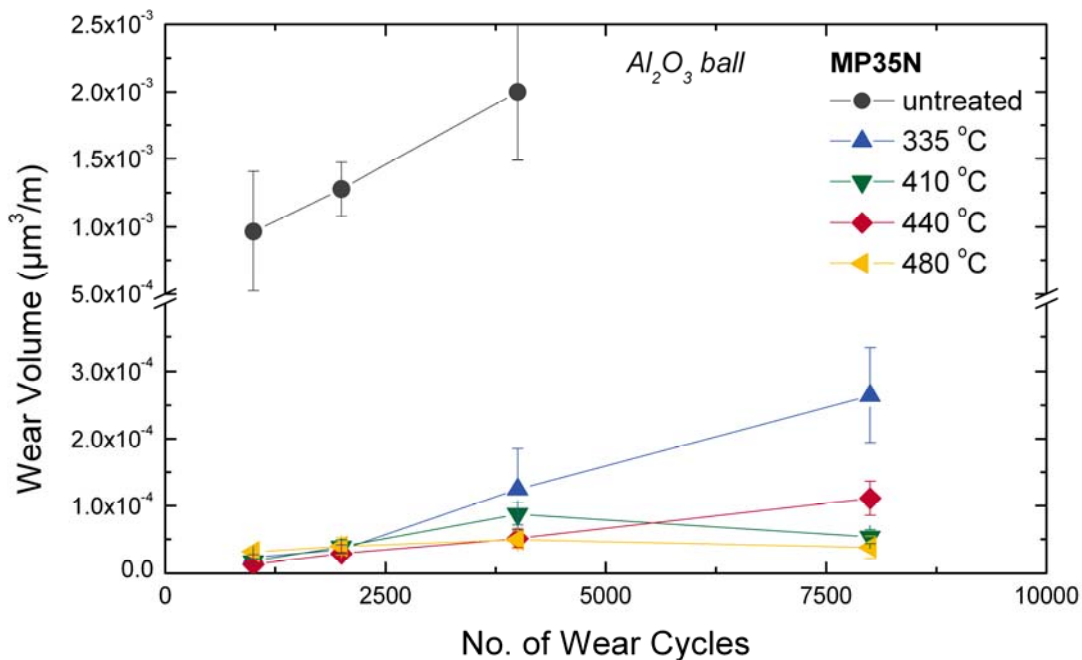 2.5x10⁻³
2.0x10⁻³
1.5x10⁻³
1.0x10⁻³
5.0x10⁻⁴
3.0x10⁻⁴
2.0x10⁻⁴
1.0x10⁻⁴
0.0
Wear Volume (µm³/m)
Al₂O₃ ball
MP35N
untreated
335 °C
410 °C
440 °C
480 °C
0 2500 5000 7500 10000
No. of Wear Cycles